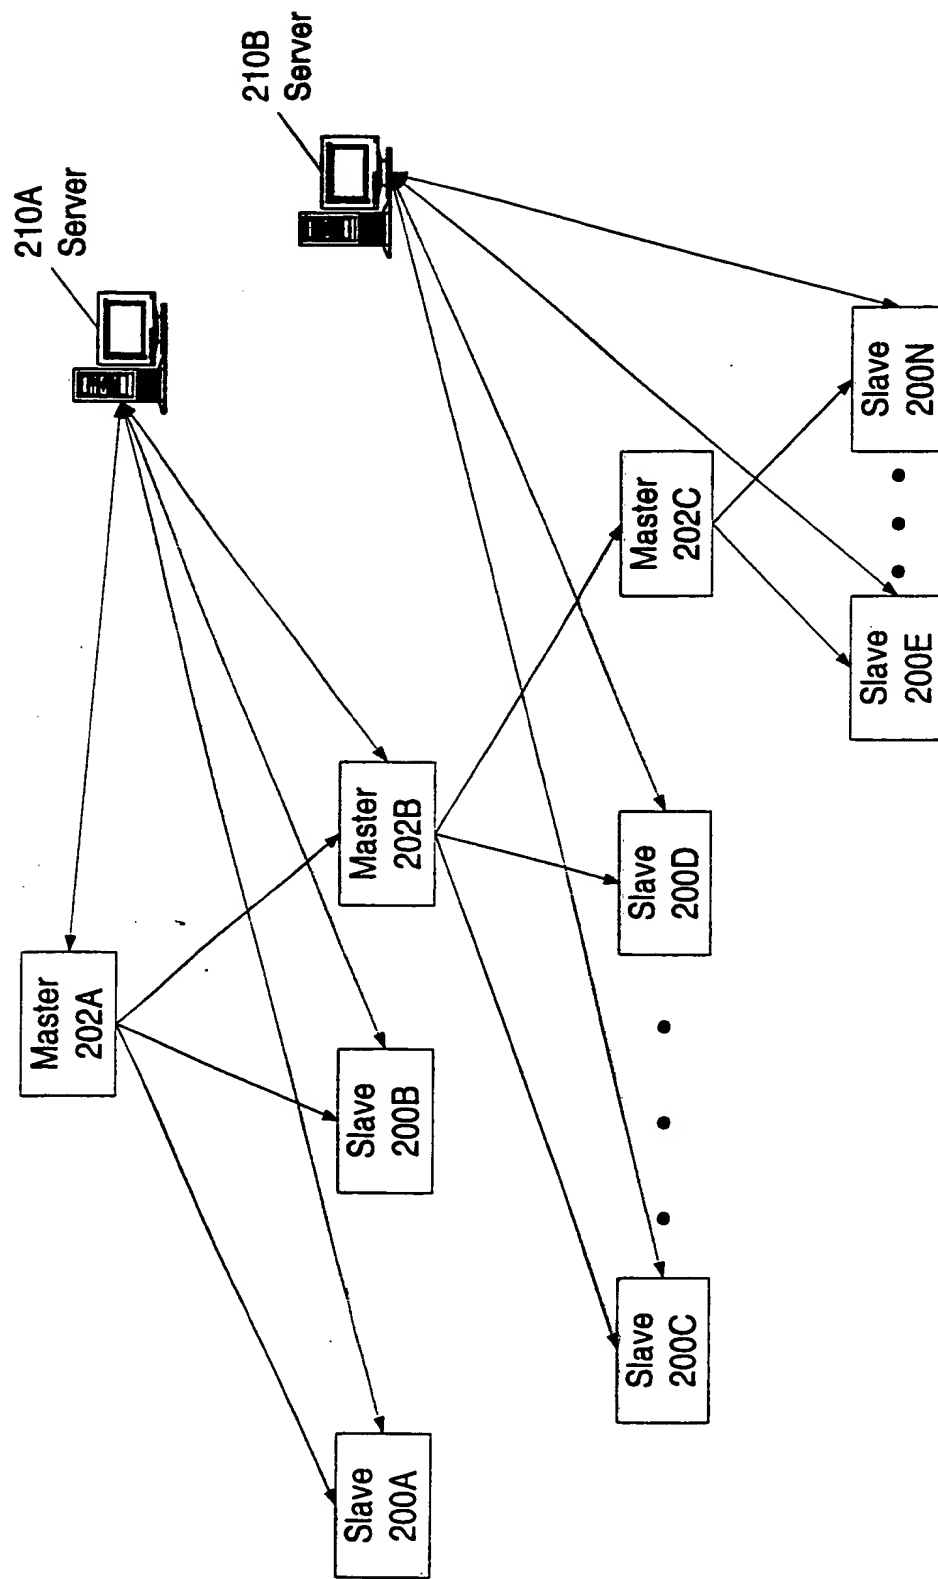 210A
Server
210B
Server
Master
202A
Slave
200A
Slave
200B
Master
202B
Slave
200C
Slave
200D
Master
202C
Slave
200E
Slave
200N